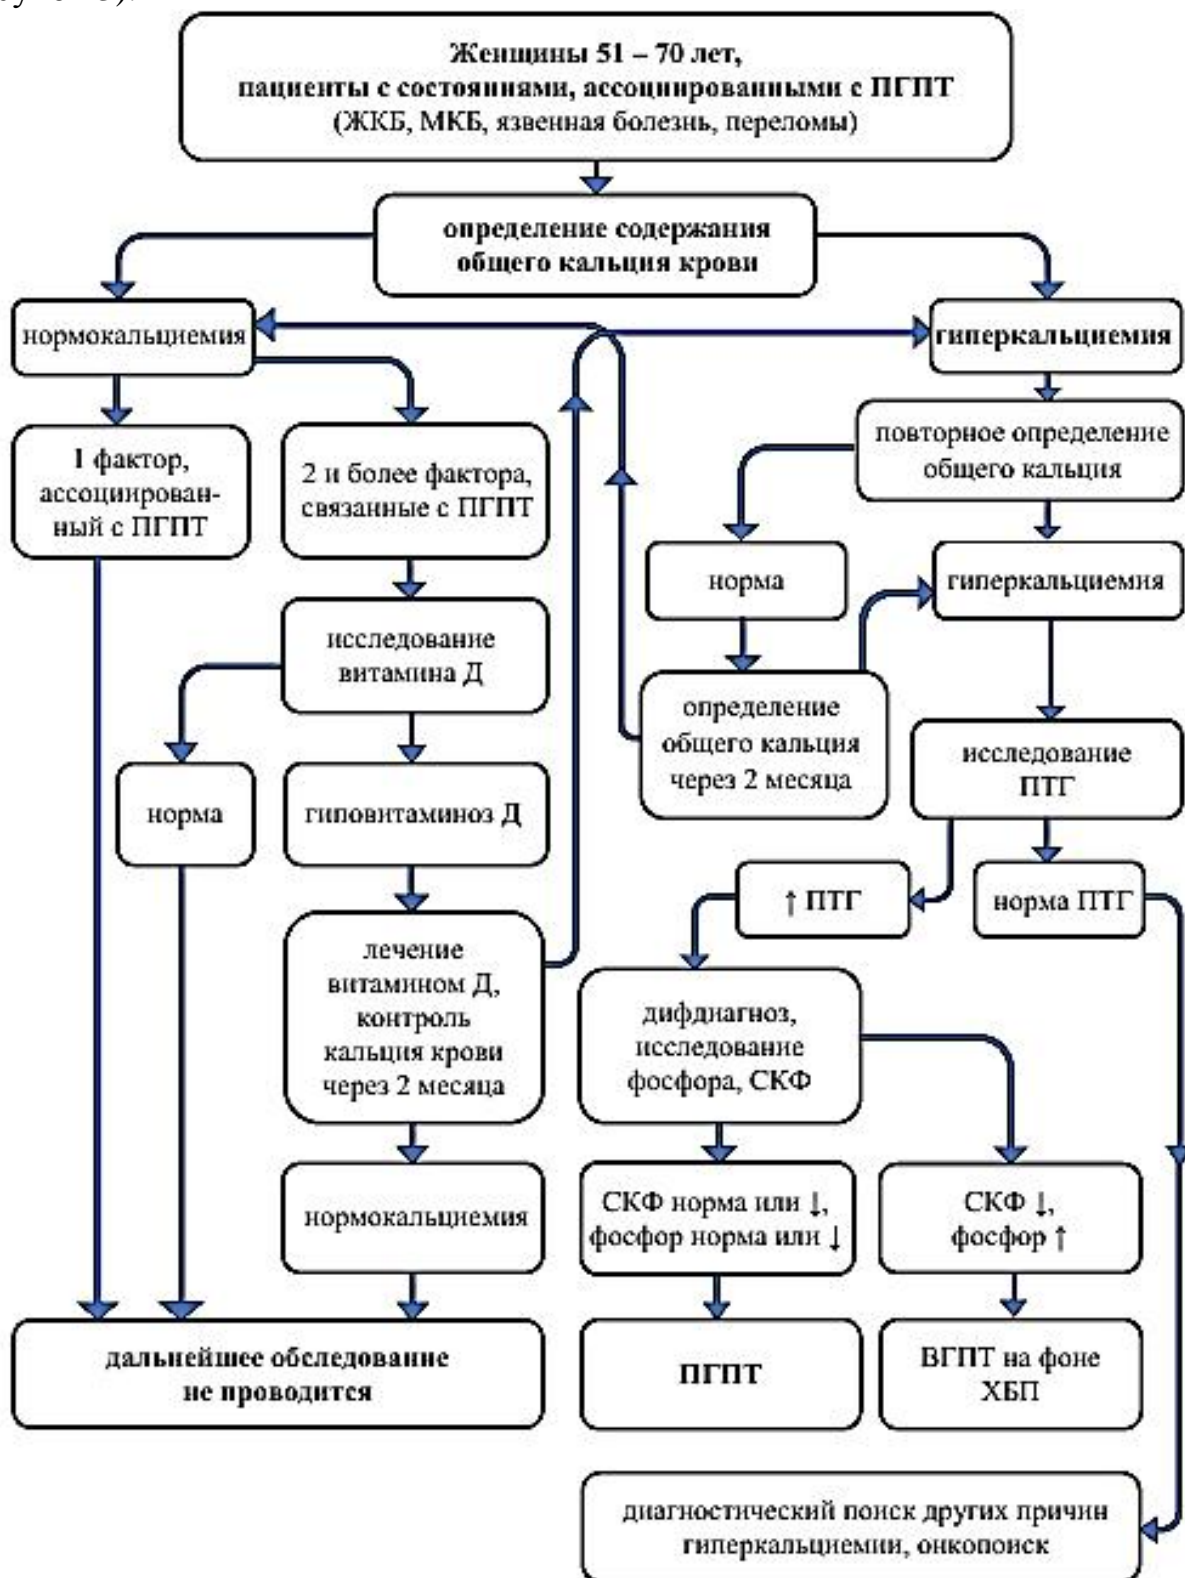 Женщины 51 – 70 лет,
пациенты с состояниями, ассоциированными с ПГПТ
(ЖКБ, МКБ, язвенная болезнь, переломы)
определение содержания
общего кальция крови
нормокальциемия
гиперкальциемия
1 фактор,
ассоциирован-
ный с ПГПТ
2 и более фактора,
связанные с ПГПТ
повторное определение
общего кальция
норма
гиперкальциемия
исследование
витамина Д
определение
общего кальция
через 2 месяца
исследование
ПТГ
норма
гиповитаминоз Д
↑ ПТГ
норма ПТГ
лечение
витамином Д,
контроль
кальция крови
через 2 месяца
дифдиагноз,
исследование
фосфора, СКФ
нормокальциемия
СКФ норма или ↓,
фосфор норма или ↓
СКФ ↓,
фосфор ↑
дальнейшее обследование
не проводится
ПГПТ
ВГПТ на фоне
ХБП
диагностический поиск других причин
гиперкальциемии, онкопоиск